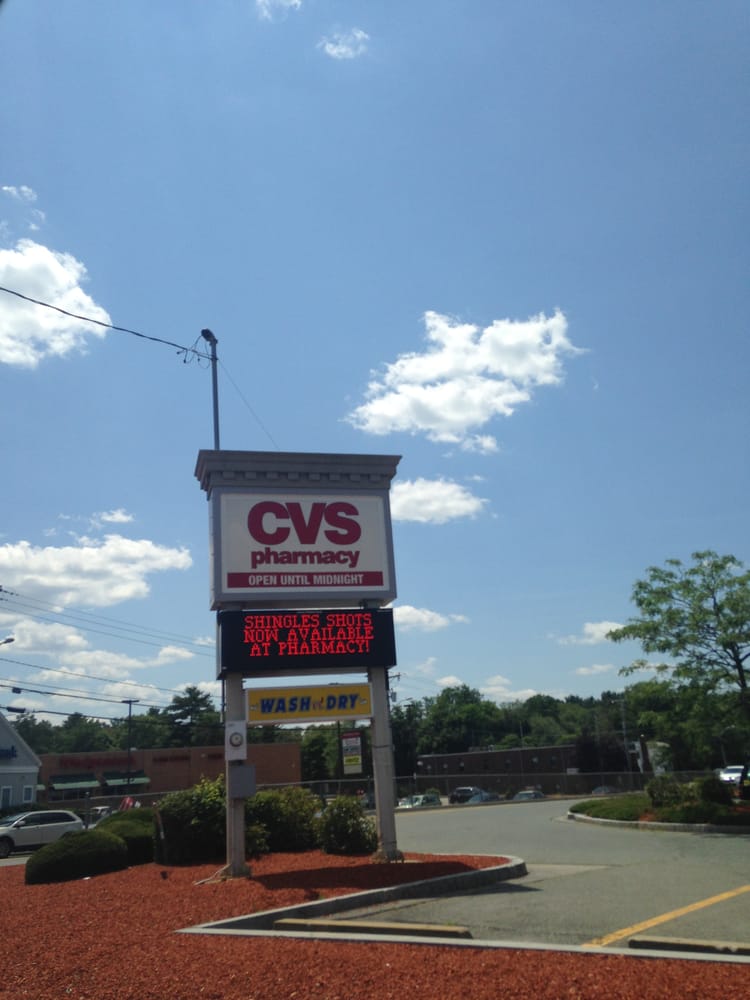 CVS
pharmacy
OPEN UNTIL MIDNIGHT
SHINGLES SHOTS
NOW AVAILABLE
AT PHARMACY!
WASH n' DRY